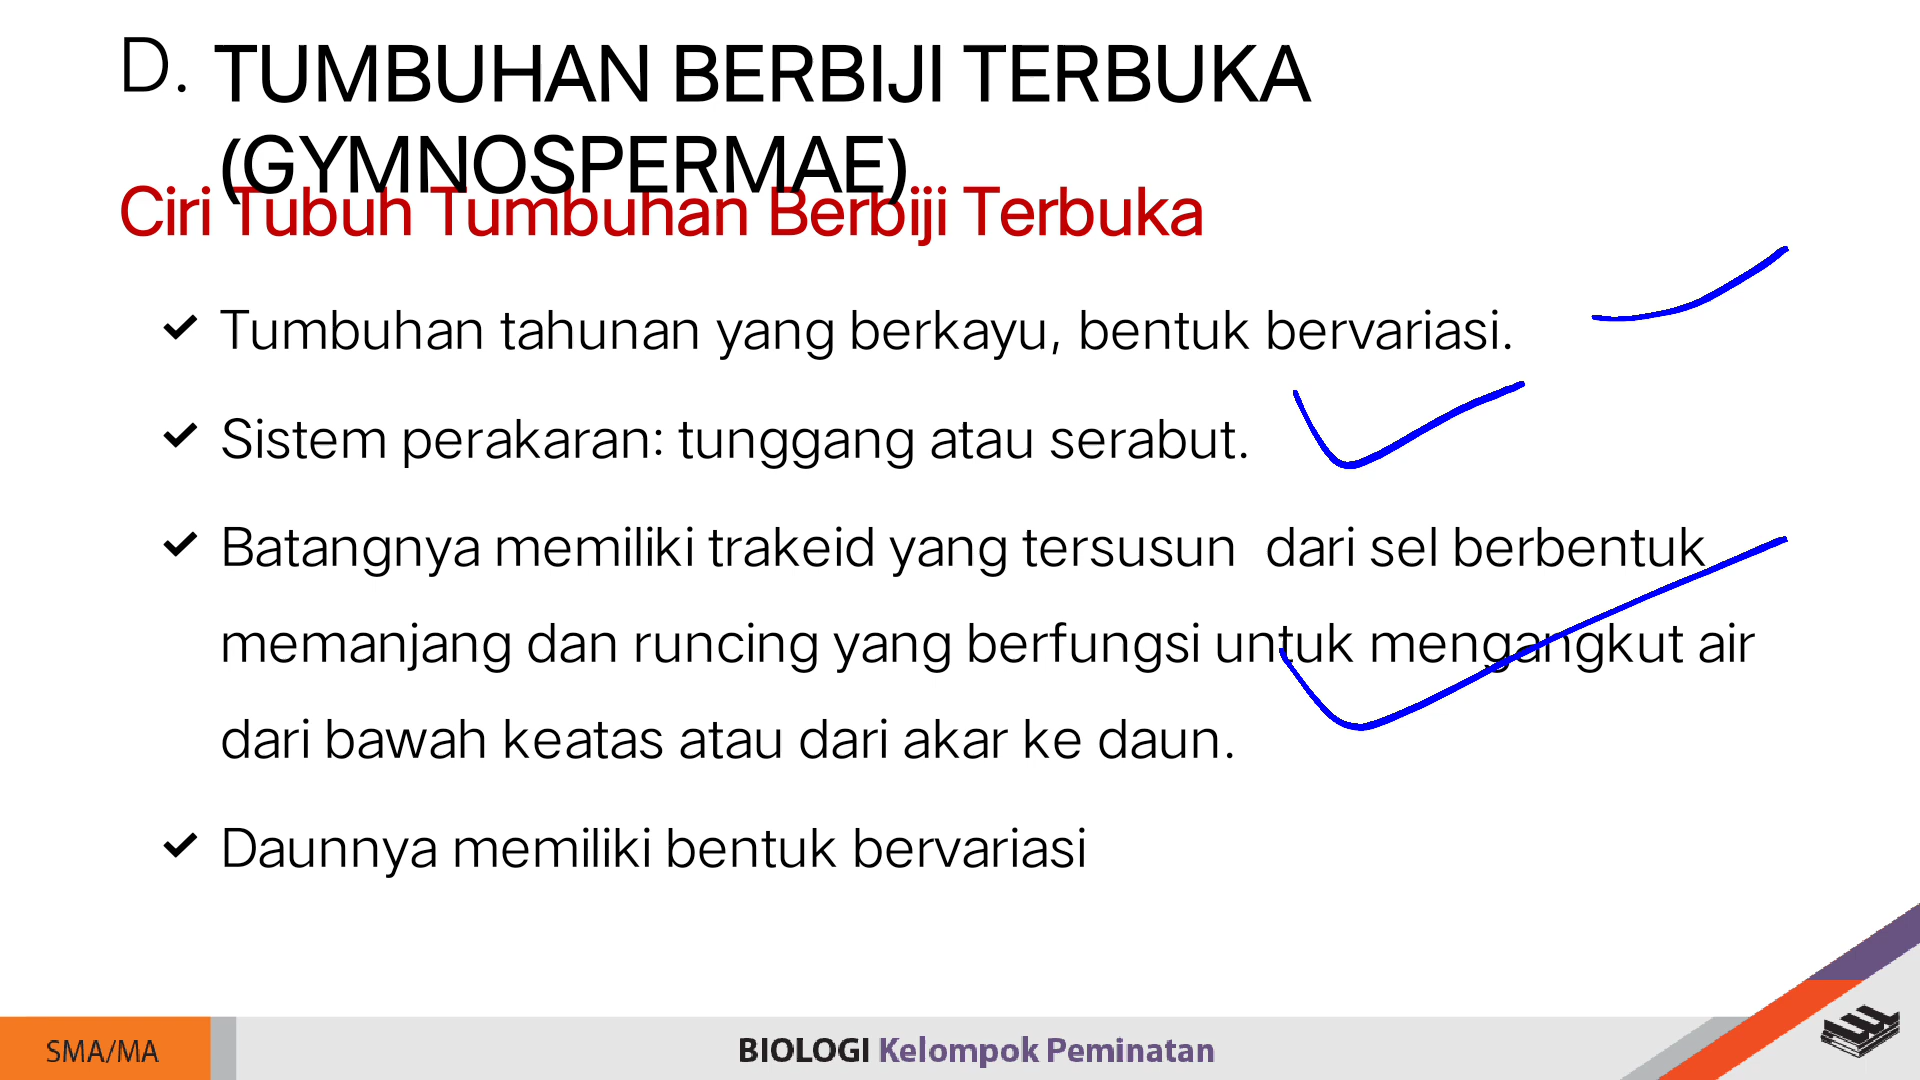 D. TUMBUHAN BERBIJI TERBUKA
(GYMNOSPERMAE)
Ciri Tubuh Tumbuhan Berbiji Terbuka
Tumbuhan tahunan yang berkayu, bentuk bervariasi.
Sistem perakaran: tunggang atau serabut.
Batangnya memiliki trakeid yang tersusun dari sel berbentuk
memanjang dan runcing yang berfungsi untuk mengangkut air
dari bawah keatas atau dari akar ke daun.
Daunnya memiliki bentuk bervariasi
SMA/MA
BIOLOGI Kelompok Peminatan